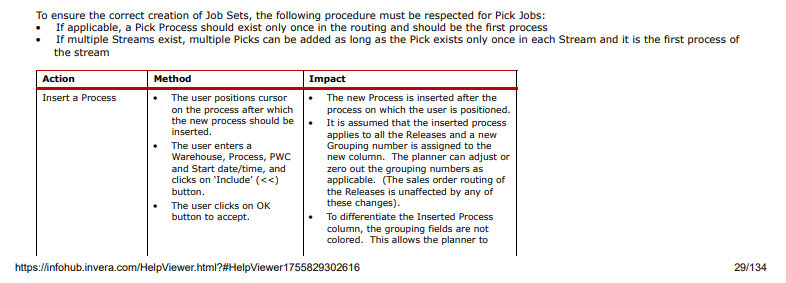 To ensure the correct creation of Job Sets, the following procedure must be respected for Pick Jobs:
• If applicable, a Pick Process should exist only once in the routing and should be the first process
• If multiple Streams exist, multiple Picks can be added as long as the Pick exists only once in each Stream and it is the first process of
the stream
Action Method Impact
Insert a Process
• The user positions cursor
on the process after which
the new process should be
inserted.
• The user enters a
Warehouse, Process, PWC
and Start date/time, and
clicks on ‘Include’ (<<)
button.
• The user clicks on OK
button to accept.
• The new Process is inserted after the
process on which the user is positioned.
• It is assumed that the inserted process
applies to all the Releases and a new
Grouping number is assigned to the
new column. The planner can adjust or
zero out the grouping numbers as
applicable. (The sales order routing of
the Releases is unaffected by any of
these changes).
• To differentiate the Inserted Process
column, the grouping fields are not
colored. This allows the planner to
https://infohub.invera.com/HelpViewer.html?#HelpViewer1755829302616 29/134